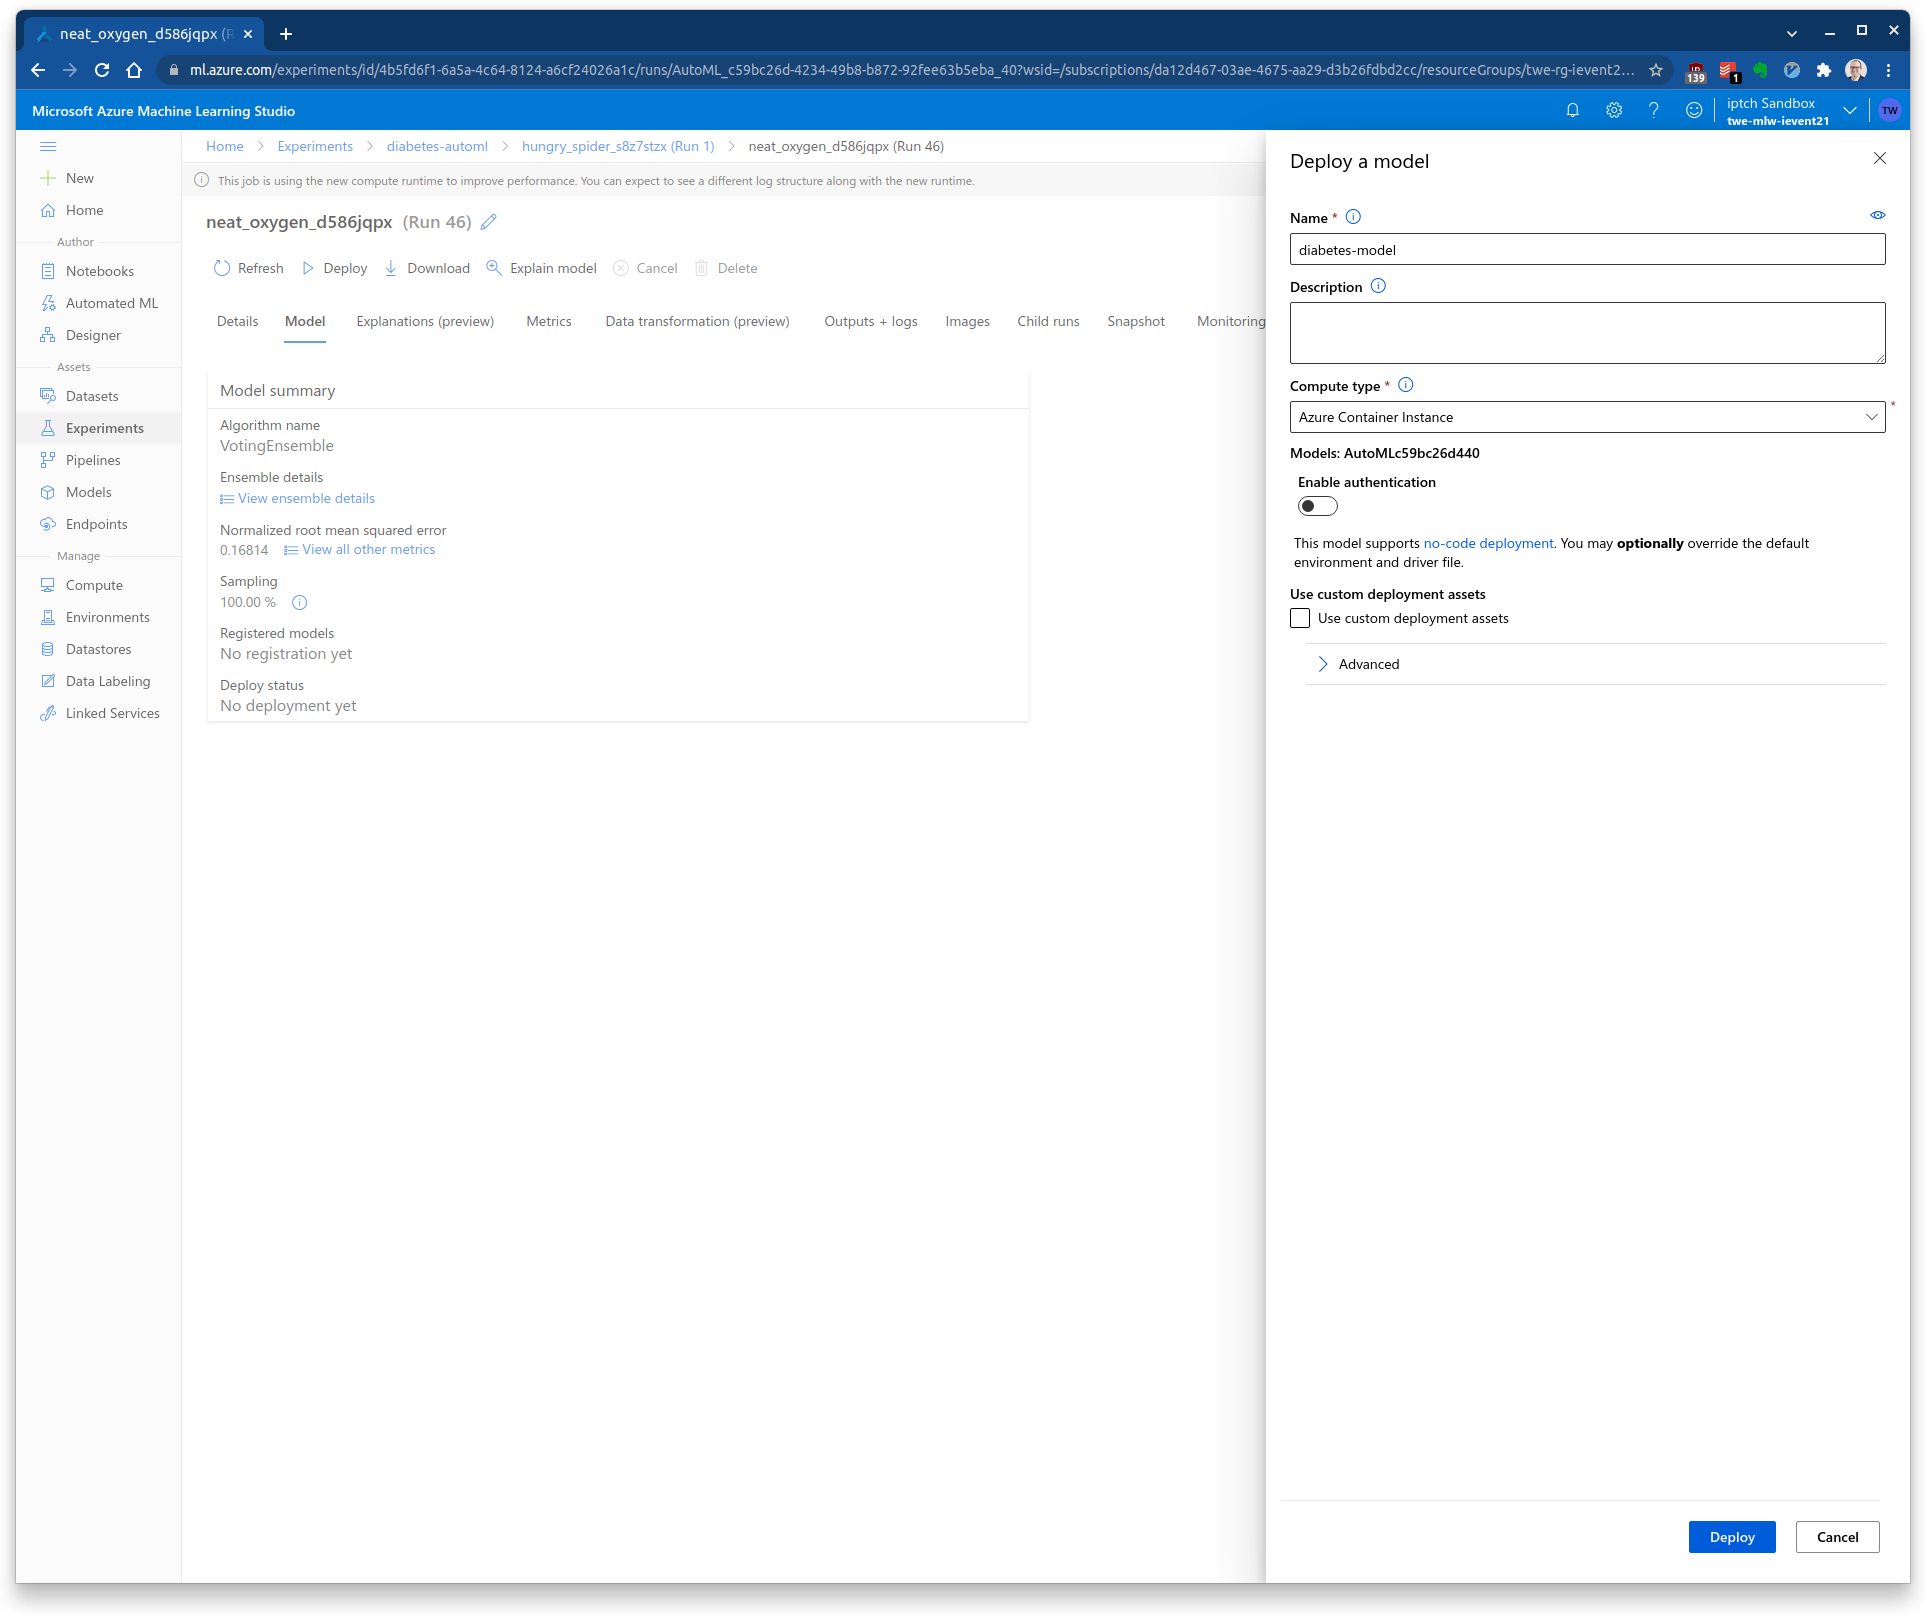 neat_oxygen_d586jqpx (R
ml.azure.com/experiments/id/4b5fd6f1-6a5a-4c64-8124-a6cf24026a1c/runs/AutoML_c59bc26d-4234-49b8-b872-92fee63b5eba_40?wsid=/subscriptions/da12d467-03ae-4675-aa29-d3b26fdbd2cc/resourceGroups/twe-rg-ievent2...
139
1
Microsoft Azure Machine Learning Studio
iptch Sandbox
twe-mlw-ievent21
TW
Home > Experiments > diabetes-automl > hungry_spider_s8z7stzx (Run 1) > neat_oxygen_d586jqpx (Run 46)
This job is using the new compute runtime to improve performance. You can expect to see a different log structure along with the new runtime.
New
Home
Author
Notebooks
Automated ML
Designer
Assets
Datasets
Experiments
Pipelines
Models
Endpoints
Manage
Compute
Environments
Datastores
Data Labeling
Linked Services
neat_oxygen_d586jqpx (Run 46)
Refresh Deploy Download Explain model Cancel Delete
Details Model Explanations (preview) Metrics Data transformation (preview) Outputs + logs Images Child runs Snapshot Monitoring
Model summary
Algorithm name
VotingEnsemble
Ensemble details
View ensemble details
Normalized root mean squared error
0.16814 View all other metrics
Sampling
100.00 %
Registered models
No registration yet
Deploy status
No deployment yet
Deploy a model
Name *
diabetes-model
Description
Compute type *
Azure Container Instance *
Models: AutoMLc59bc26d440
Enable authentication
This model supports no-code deployment. You may optionally override the default
environment and driver file.
Use custom deployment assets
Use custom deployment assets
Advanced
Deploy Cancel